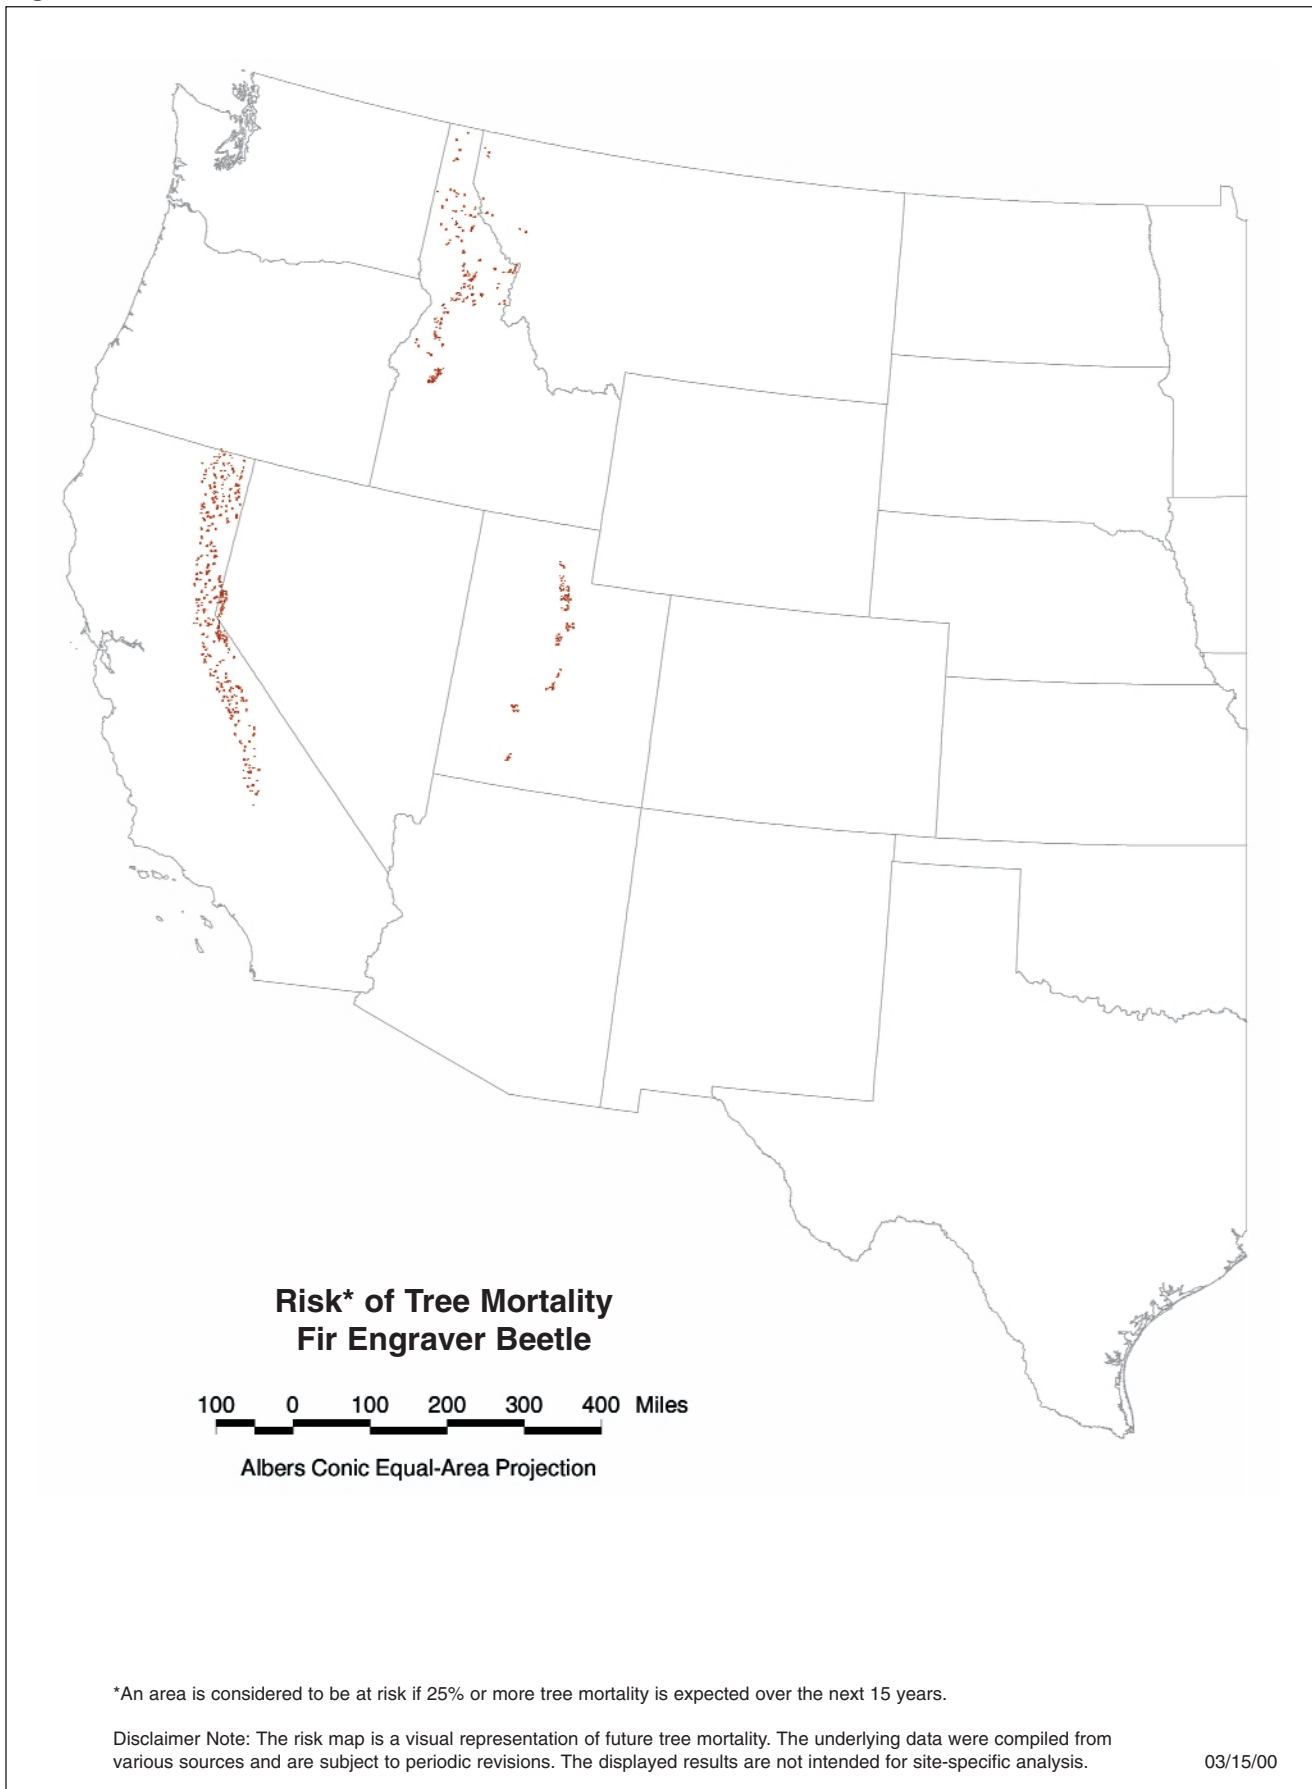 Risk* of Tree Mortality
Fir Engraver Beetle
100 0 100 200 300 400 Miles
Albers Conic Equal-Area Projection
*An area is considered to be at risk if 25% or more tree mortality is expected over the next 15 years.
Disclaimer Note: The risk map is a visual representation of future tree mortality. The underlying data were compiled from
various sources and are subject to periodic revisions. The displayed results are not intended for site-specific analysis.
03/15/00